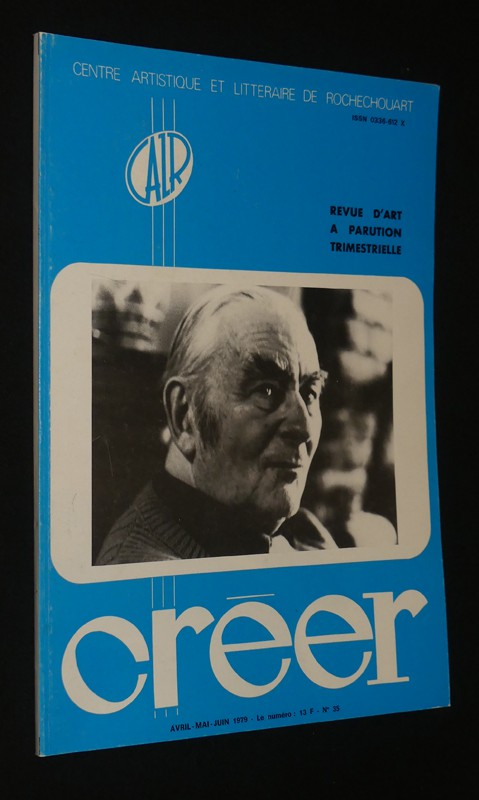 CENTRE ARTISTIQUE ET LITTERAIRE DE ROCHECHOUART
ISSN 0336-612 X
CALR
REVUE D'ART
A PARUTION
TRIMESTRIELLE
créer
AVRIL-MAI-JUIN 1979 - Le numéro : 13 F - N° 35